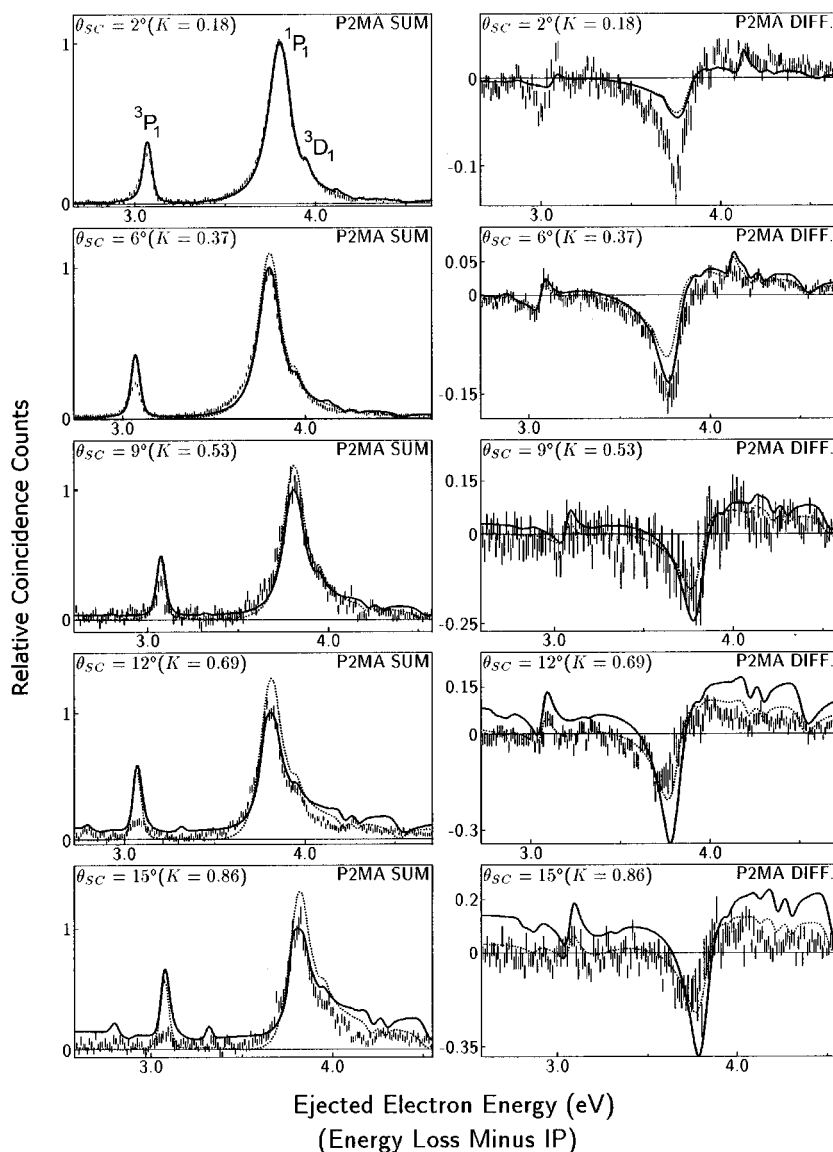 θSC = 2°(K = 0.18) P2MA SUM
1
¹P₁
³P₁
³D₁
0
3.0 4.0
θSC = 2°(K = 0.18) P2MA DIFF.
0
-0.1
3.0 4.0
θSC = 6°(K = 0.37) P2MA SUM
1
0
3.0 4.0
θSC = 6°(K = 0.37) P2MA DIFF.
0.05
0
-0.15
3.0 4.0
Relative Coincidence Counts
θSC = 9°(K = 0.53) P2MA SUM
1
0
3.0 4.0
θSC = 9°(K = 0.53) P2MA DIFF.
0.15
0
-0.25
3.0 4.0
θSC = 12°(K = 0.69) P2MA SUM
1
0
3.0 4.0
θSC = 12°(K = 0.69) P2MA DIFF.
0.15
0
-0.3
3.0 4.0
θSC = 15°(K = 0.86) P2MA SUM
1
0
3.0 4.0
θSC = 15°(K = 0.86) P2MA DIFF.
0.2
0
-0.35
3.0 4.0
Ejected Electron Energy (eV)
(Energy Loss Minus IP)